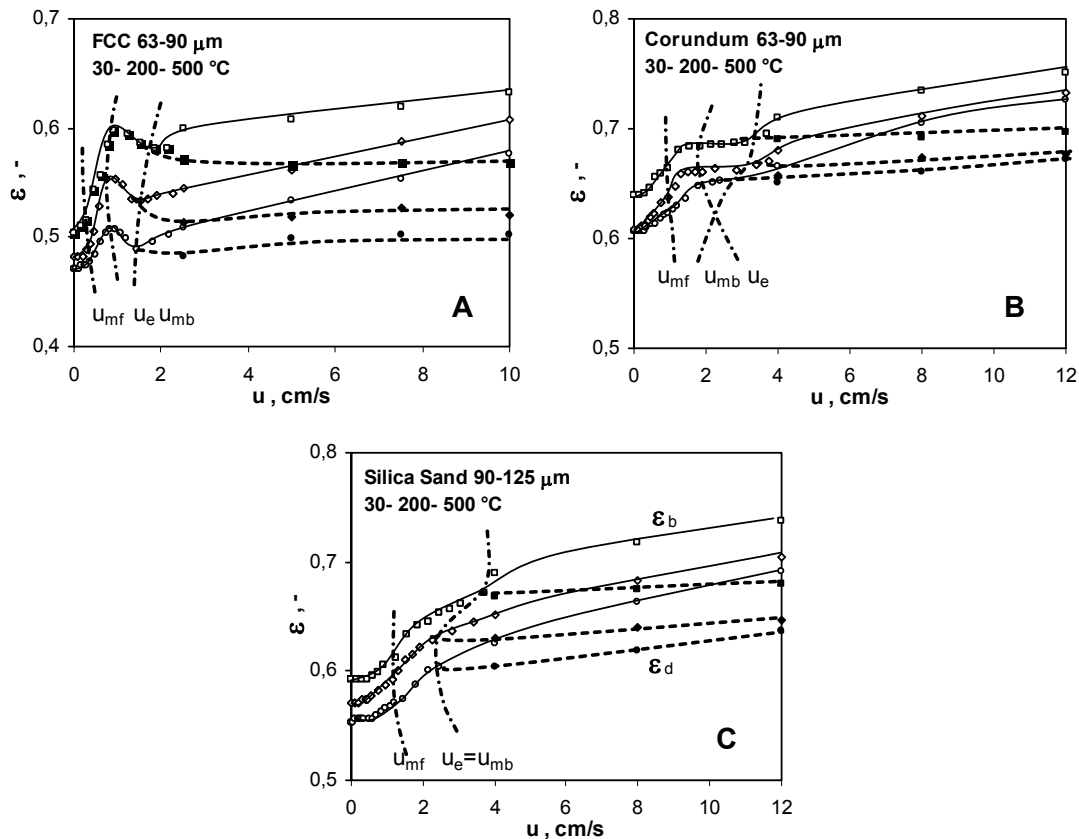 FCC 63-90 μm
30- 200- 500 °C
0,7
0,6
0,5
0,4
ε ,-
u_mf
u_e u_mb
A
0 2 4 6 8 10
u , cm/s
Corundum 63-90 μm
30- 200- 500 °C
0,8
0,7
0,6
0,5
ε ,-
u_mf
u_mb
u_e
B
0 2 4 6 8 10 12
u , cm/s
Silica Sand 90-125 μm
30- 200- 500 °C
0,8
0,7
0,6
0,5
ε ,-
ε_b
ε_d
u_mf
u_e=u_mb
C
0 2 4 6 8 10 12
u , cm/s